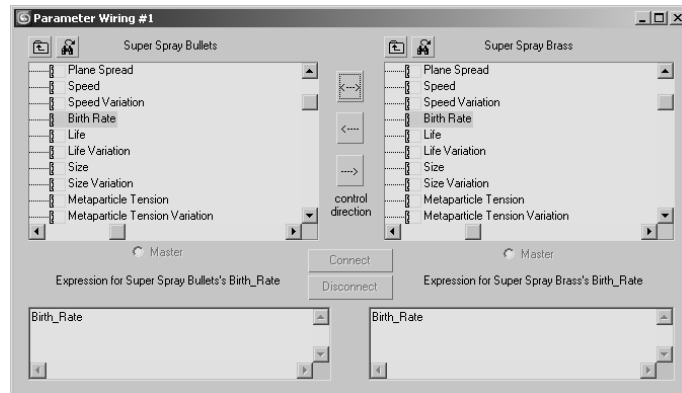 Parameter Wiring #1
Super Spray Bullets
Plane Spread
Speed
Speed Variation
Birth Rate
Life
Life Variation
Size
Size Variation
Metaparticle Tension
Metaparticle Tension Variation
Master
Expression for Super Spray Bullets's Birth_Rate
Birth_Rate
<--->
<----
---->
control
direction
Connect
Disconnect
Super Spray Brass
Plane Spread
Speed
Speed Variation
Birth Rate
Life
Life Variation
Size
Size Variation
Metaparticle Tension
Metaparticle Tension Variation
Master
Expression for Super Spray Brass's Birth_Rate
Birth_Rate